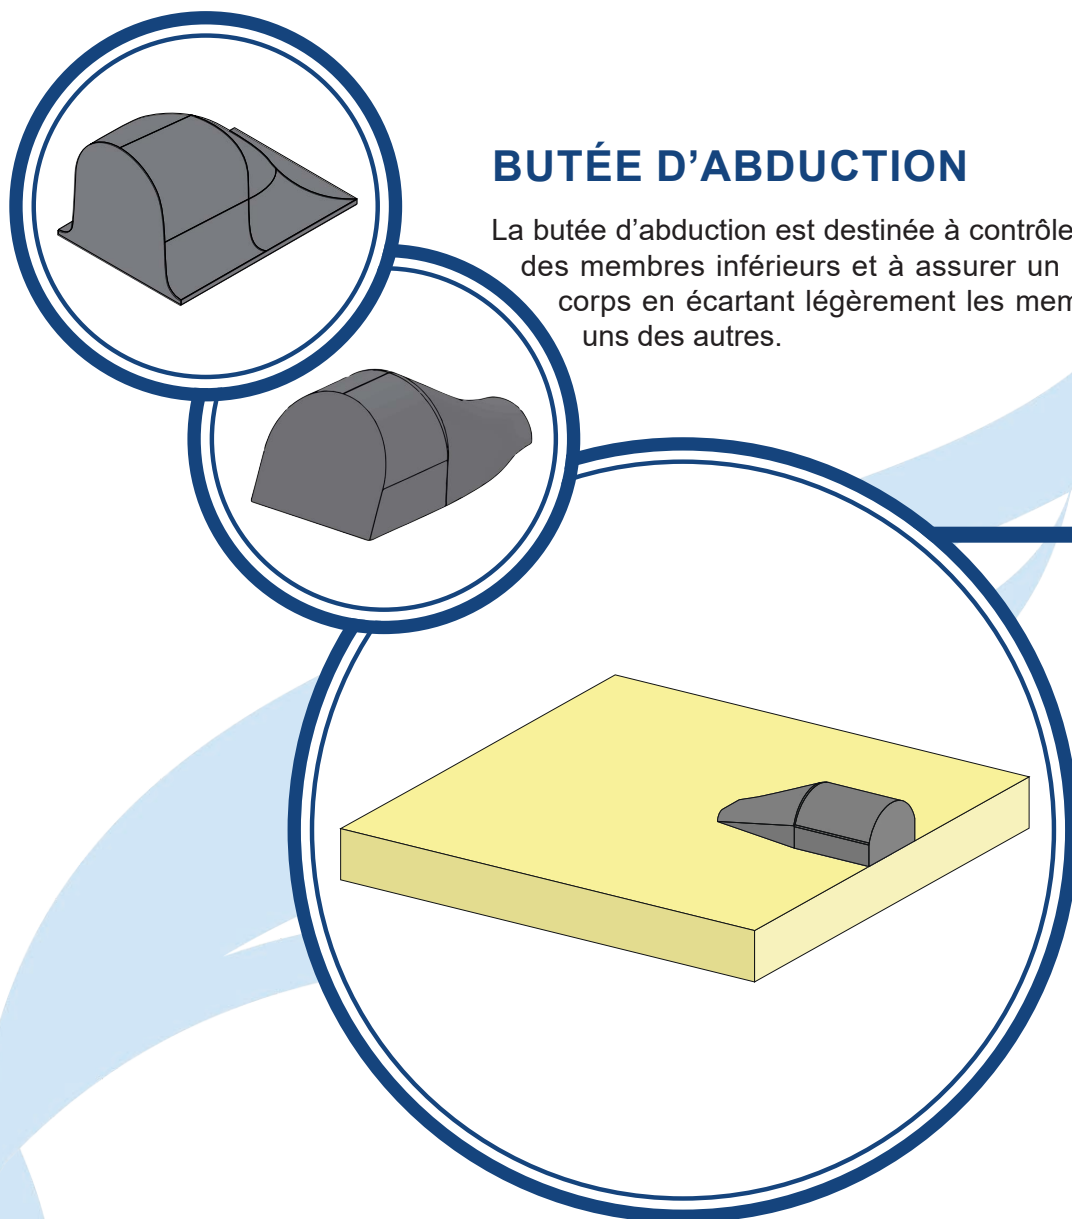 BUTÉE D’ABDUCTION
La butée d’abduction est destinée à contrôle
des membres inférieurs et à assurer un
corps en écartant légèrement les mem
uns des autres.